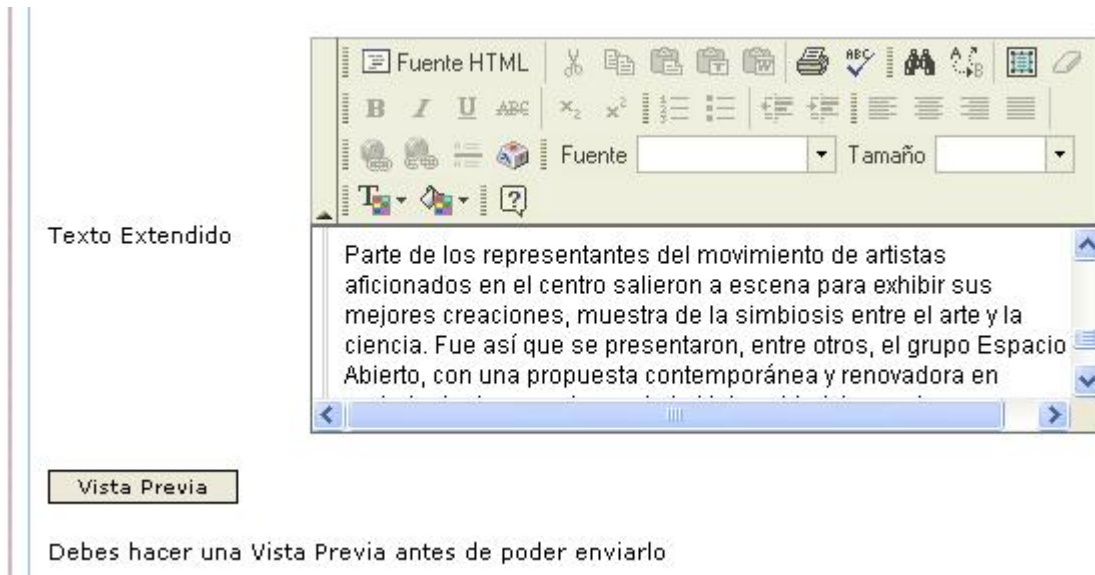 Fuente HTML
Fuente
Tamaño
Texto Extendido
Parte de los representantes del movimiento de artistas
aficionados en el centro salieron a escena para exhibir sus
mejores creaciones, muestra de la simbiosis entre el arte y la
ciencia. Fue así que se presentaron, entre otros, el grupo Espacio
Abierto, con una propuesta contemporánea y renovadora en
Vista Previa
Debes hacer una Vista Previa antes de poder enviarlo